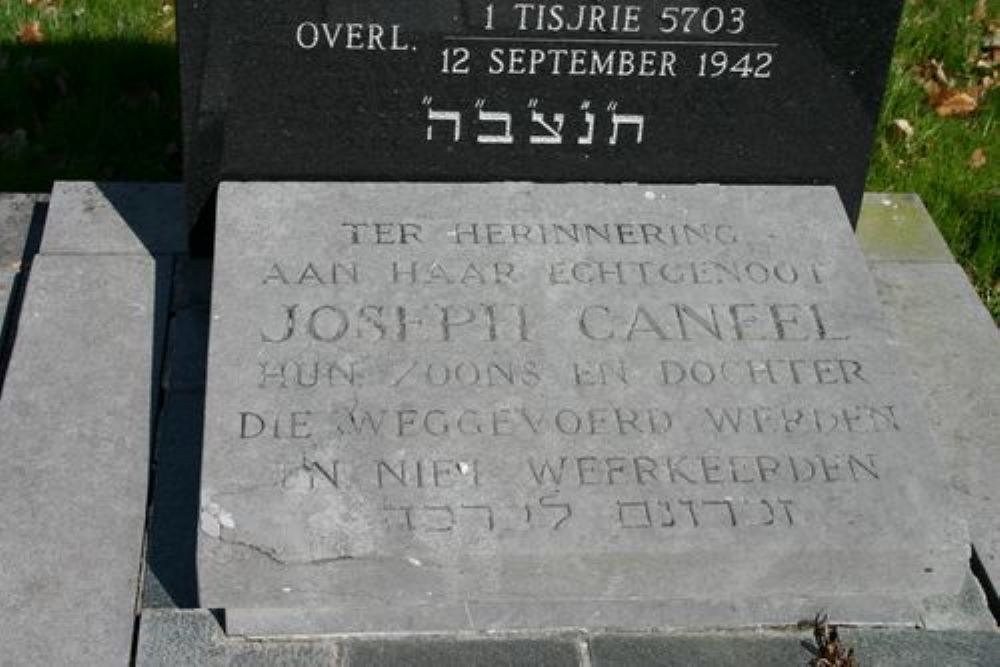 OVERL. 1 TISJRIE 5703
12 SEPTEMBER 1942
ת״נ״צ״ב״ה״
TER HERINNERING
AAN HAAR ECHTGENOOT
JOSEPH CANEEL
HUN ZOONS EN DOCHTER
DIE WEGGEVOERD WERDEN
EN NIET WEERKEERDEN
זכרונם לברכה